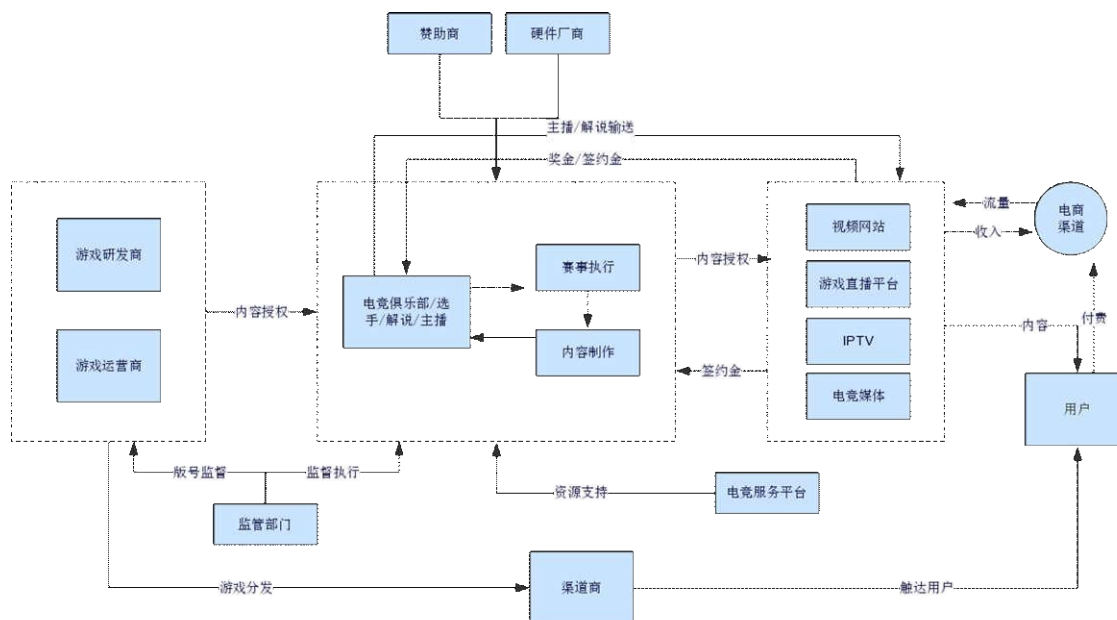 赞助商
硬件厂商
主播/解说输送
奖金/签约金
游戏研发商
游戏运营商
内容授权
电竞俱乐部/选
手/解说/主播
赛事执行
内容制作
内容授权
签约金
视频网站
游戏直播平台
IPTV
电竞媒体
流量
收入
电商
渠道
内容
付费
用户
版号监督
监督执行
监管部门
资源支持
电竞服务平台
游戏分发
渠道商
触达用户